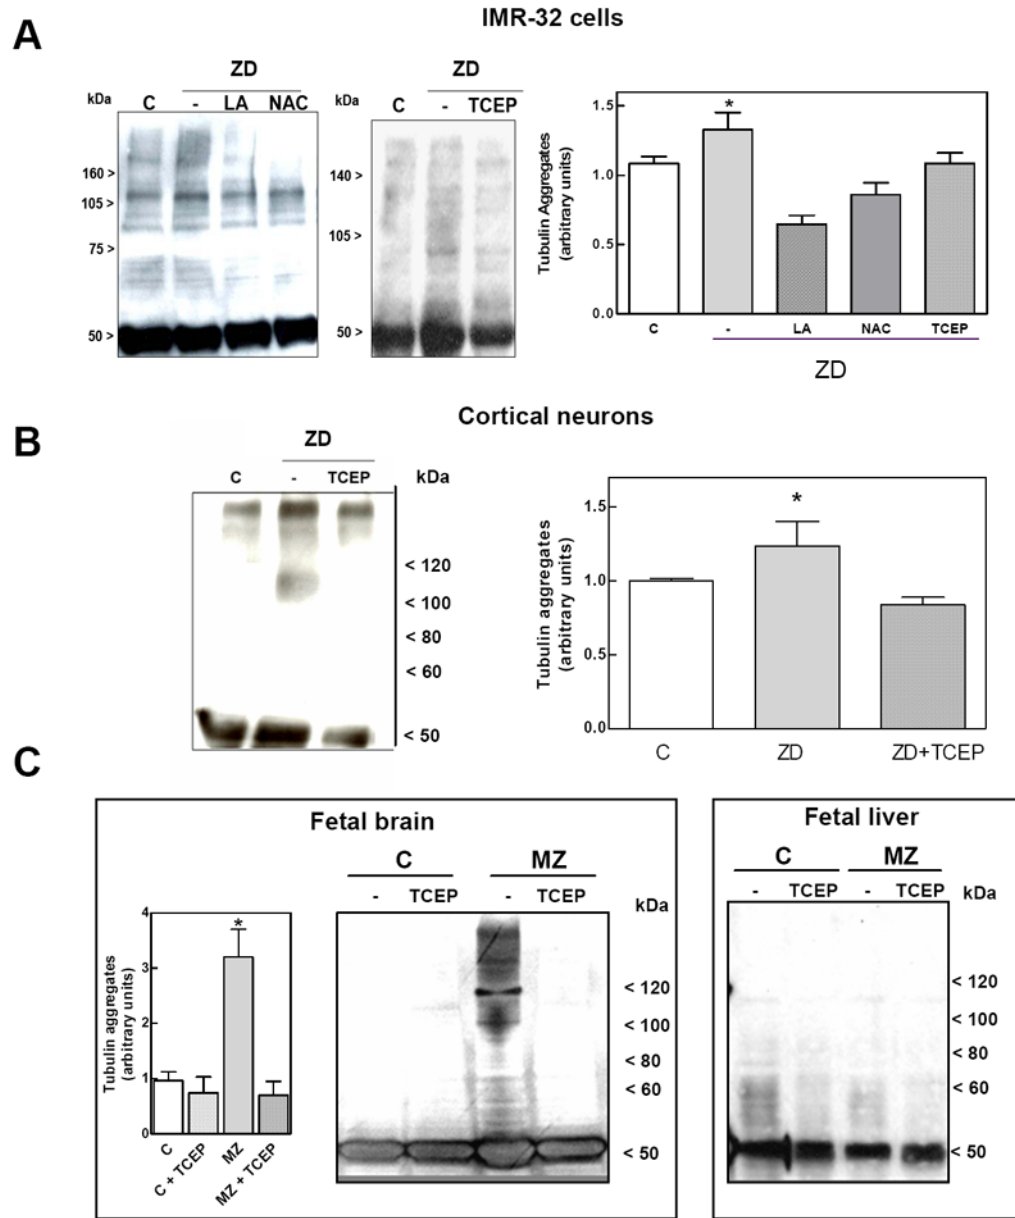 IMR-32 cells
A
ZD
kDa C - LA NAC
160 >
105 >
75 >
50 >
ZD
kDa C - TCEP
140 >
105 >
50 >
Tubulin Aggregates
(arbitrary units)
1.5
1.0
0.5
0.0
*
C - LA NAC TCEP
ZD
Cortical neurons
B
ZD
C - TCEP kDa
< 120
< 100
< 80
< 60
< 50
Tubulin aggregates
(arbitrary units)
1.5
1.0
0.5
0.0
*
C ZD ZD+TCEP
C
Fetal brain
Tubulin aggregates
(arbitrary units)
4
3
2
1
0
*
C
C + TCEP
MZ
MZ + TCEP
C MZ
- TCEP - TCEP
kDa
< 120
< 100
< 80
< 60
< 50
Fetal liver
C MZ
- TCEP - TCEP kDa
< 120
< 100
< 80
< 60
< 50